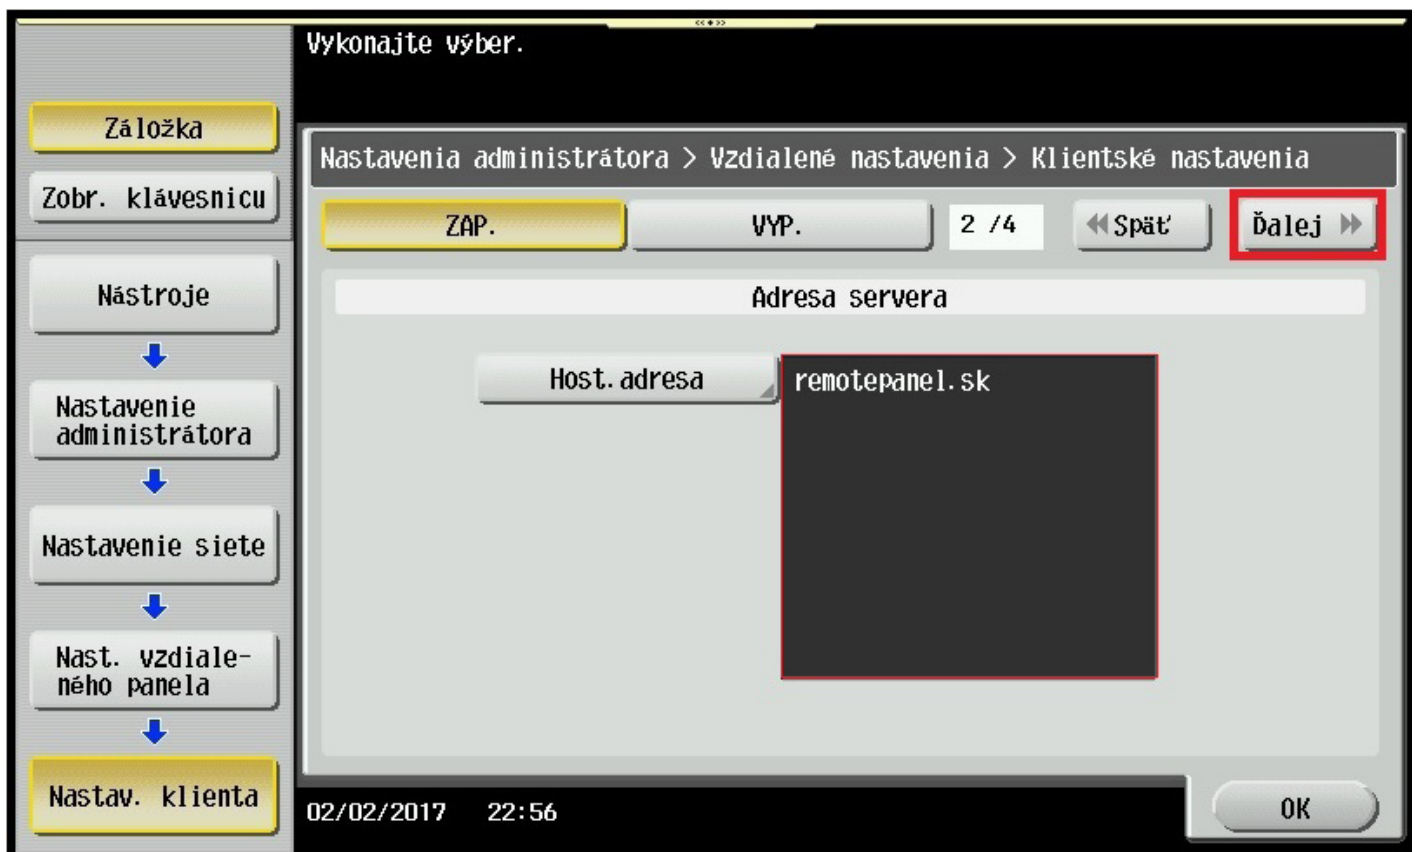 Vykonajte výber.
Záložka
Zobr. klávesnicu
Nástroje
Nastavenie
administrátora
Nastavenie siete
Nast. vzdiale-
ného panela
Nastav. klienta
Nastavenia administrátora > Vzdialené nastavenia > Klientské nastavenia
ZAP. VYP. 2 /4 Späť Ďalej
Adresa servera
Host.adresa remotepanel.sk
02/02/2017 22:56 OK